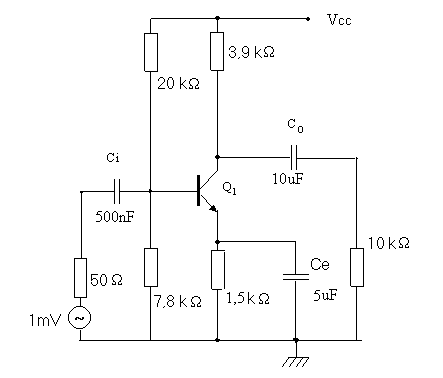 Vcc
3,9 kΩ
20 kΩ
Co
Ci
Q1
10uF
500nF
10 kΩ
Ce
50 Ω
7,8 kΩ
1,5 kΩ
5uF
1mV
~